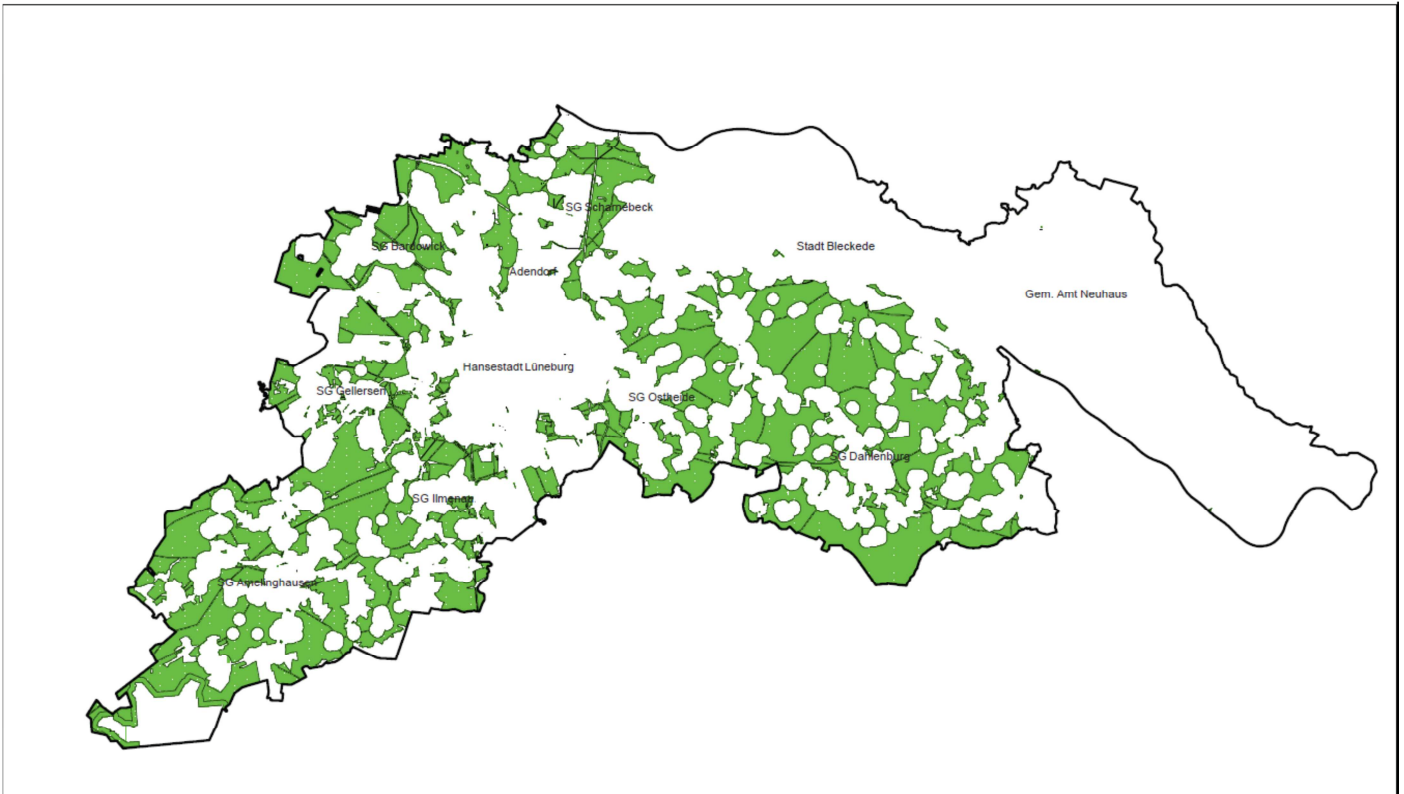 SG Scharnebeck
SG Bardowick
Stadt Bleckede
Adendorf
Gem. Amt Neuhaus
Hansestadt Lüneburg
SG Gellersen
SG Ostheide
SG Dahlenburg
SG Ilmenau
SG Amelinghausen